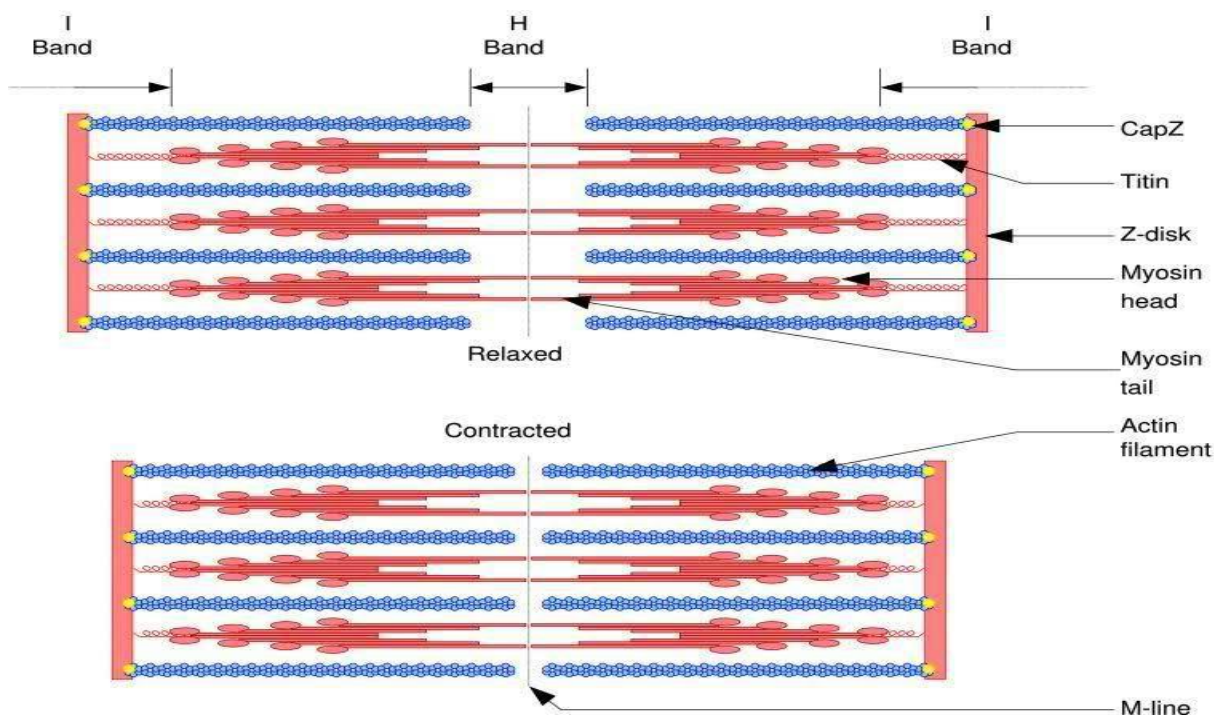 I
Band
H
Band
I
Band
CapZ
Titin
Z-disk
Myosin
head
Relaxed
Myosin
tail
Contracted
Actin
filament
M-line